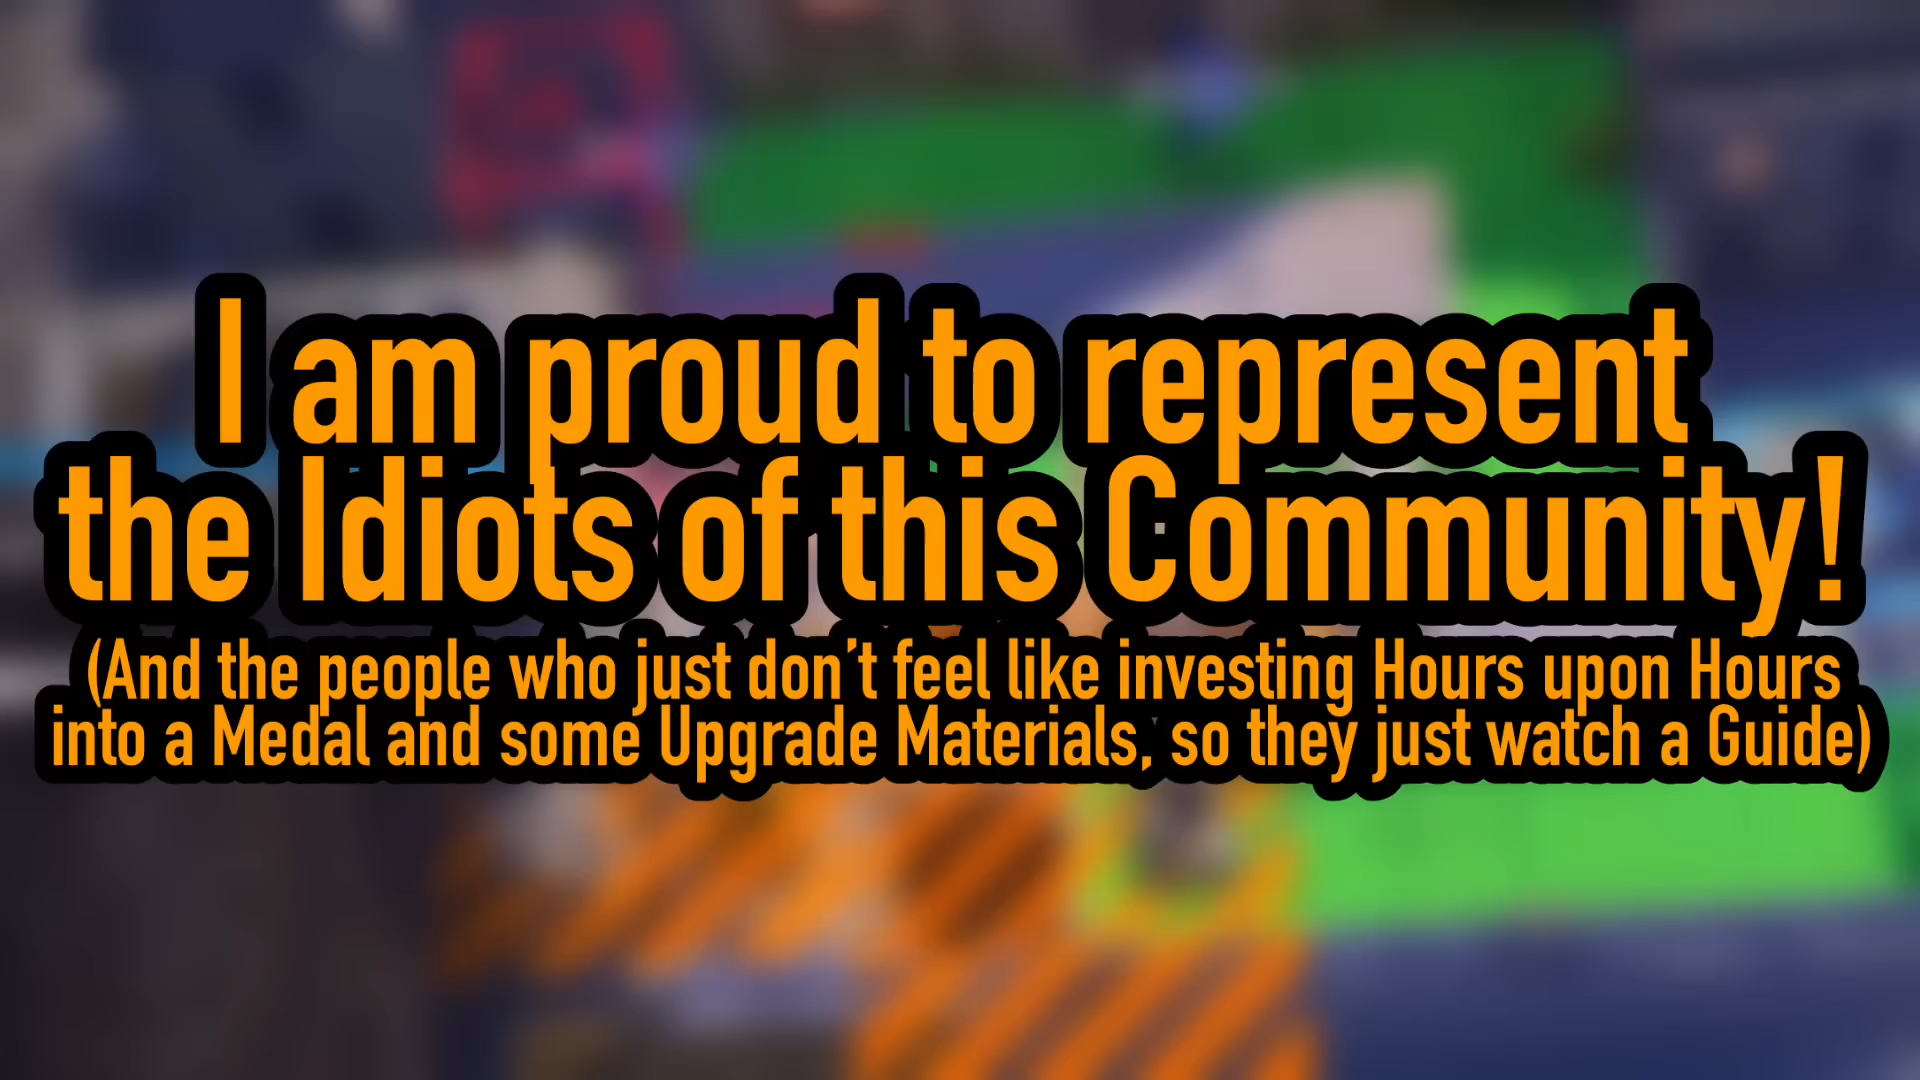 I am proud to represent
the Idiots of this Community!
(And the people who just don't feel like investing Hours upon Hours
into a Medal and some Upgrade Materials, so they just watch a Guide)